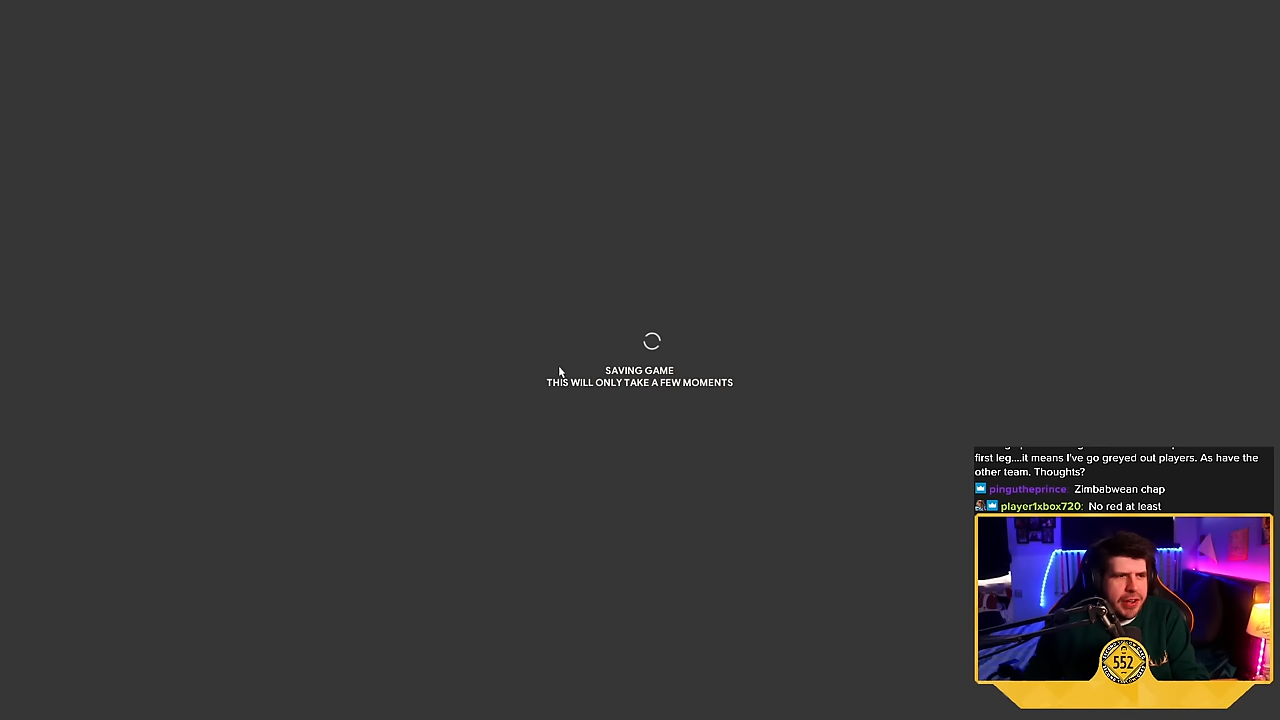 SAVING GAME
THIS WILL ONLY TAKE A FEW MOMENTS
first leg....it means I've go greyed out players. As have the
other team. Thoughts?
pingutheprince: Zimbabwean chap
player1xbox720: No red at least
552